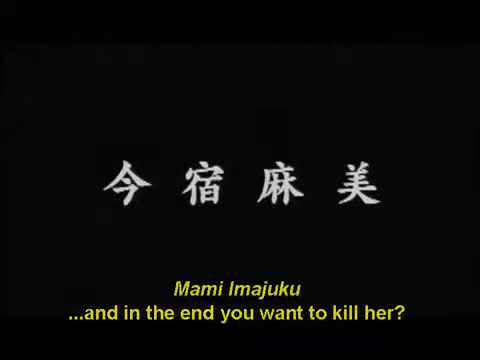 今宿麻美
Mami Imajuku
...and in the end you want to kill her?